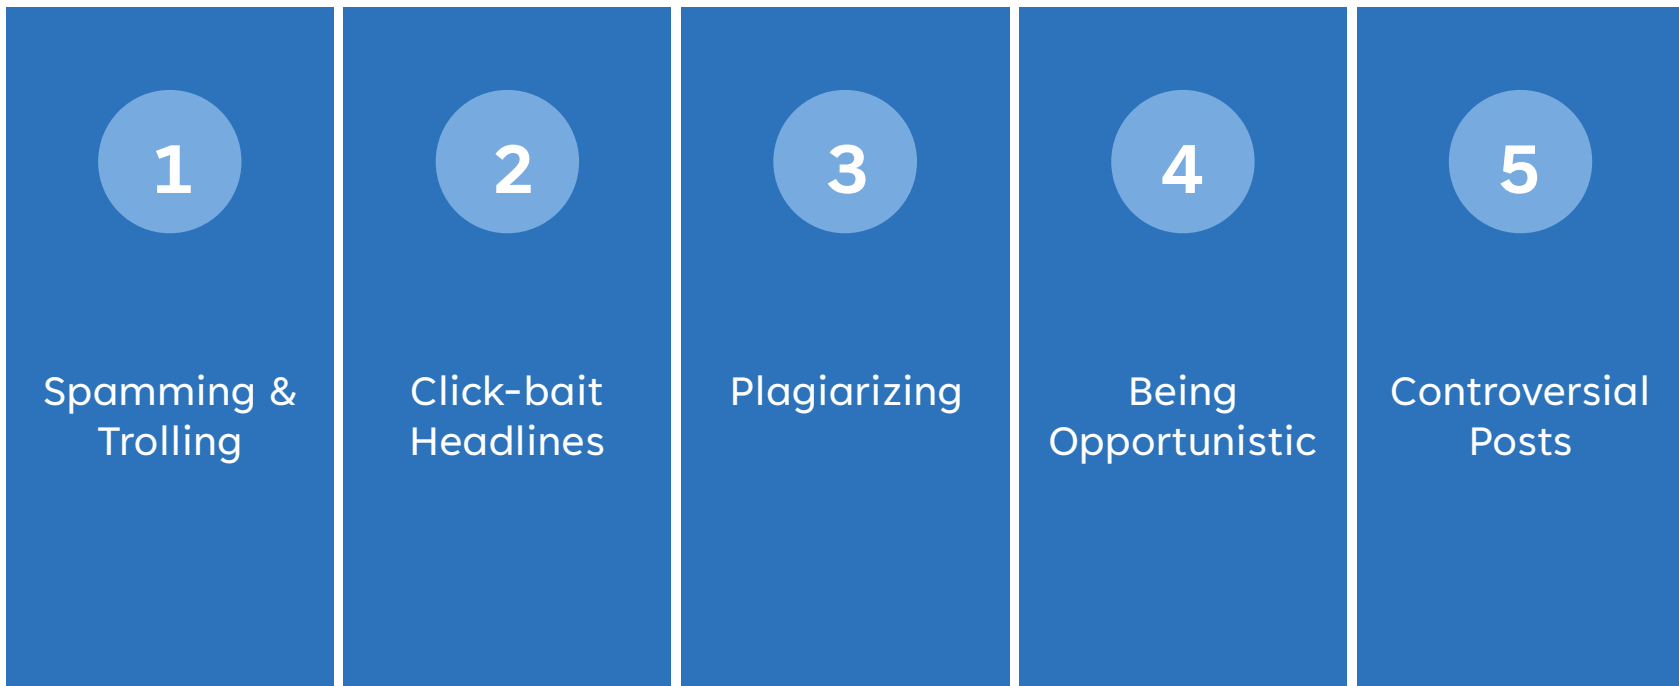 1
Spamming &
Trolling
2
Click-bait
Headlines
3
Plagiarizing
4
Being
Opportunistic
5
Controversial
Posts